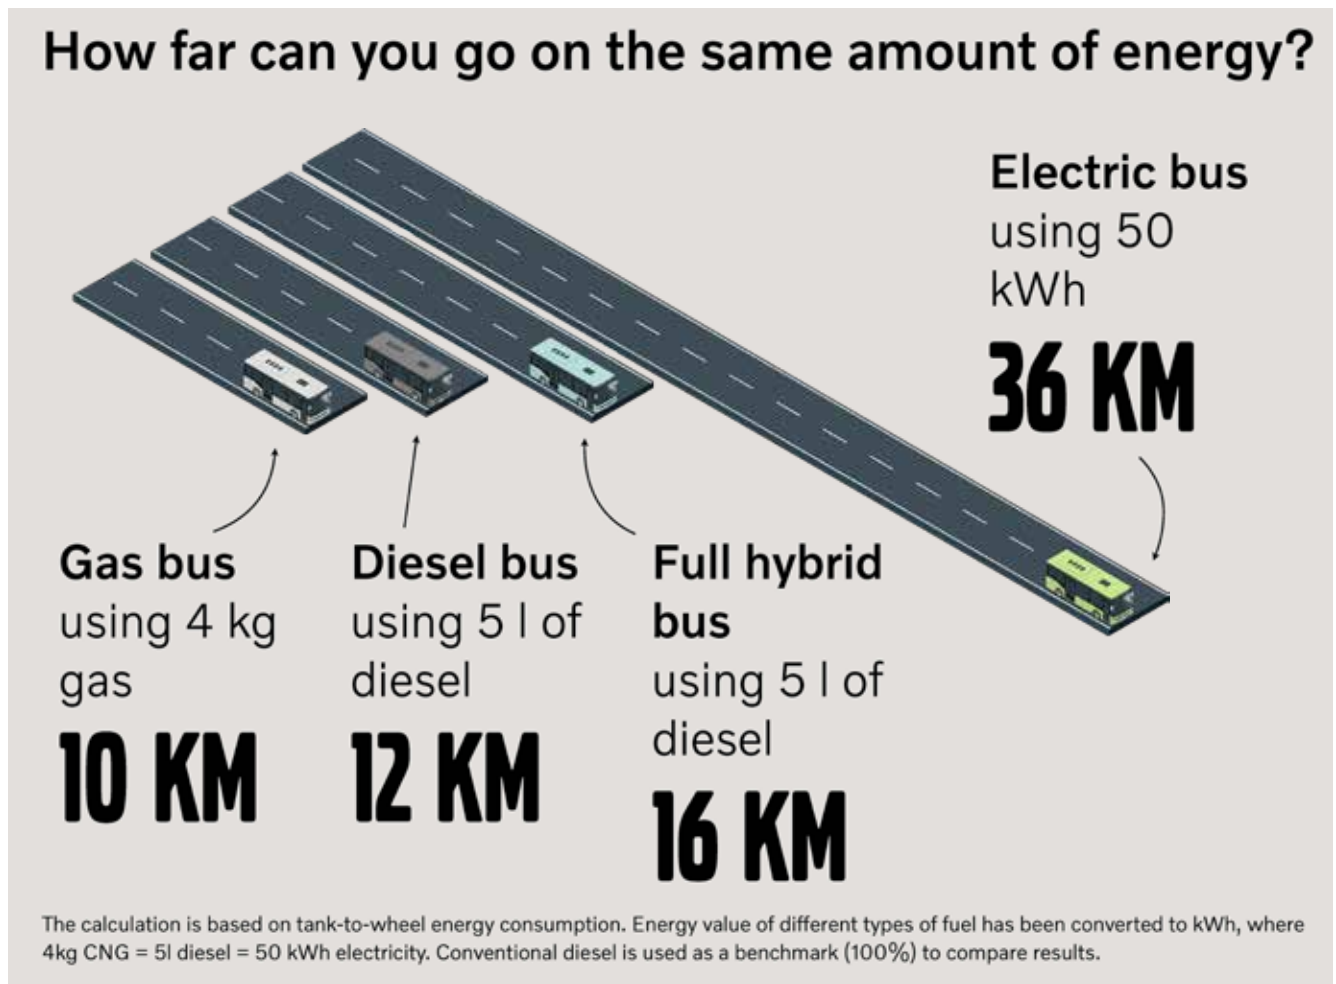 How far can you go on the same amount of energy?
Electric bus
using 50
kWh
36 KM
Gas bus
using 4 kg
gas
10 KM
Diesel bus
using 5 l of
diesel
12 KM
Full hybrid
bus
using 5 l of
diesel
16 KM
The calculation is based on tank-to-wheel energy consumption. Energy value of different types of fuel has been converted to kWh, where
4kg CNG = 5l diesel = 50 kWh electricity. Conventional diesel is used as a benchmark (100%) to compare results.